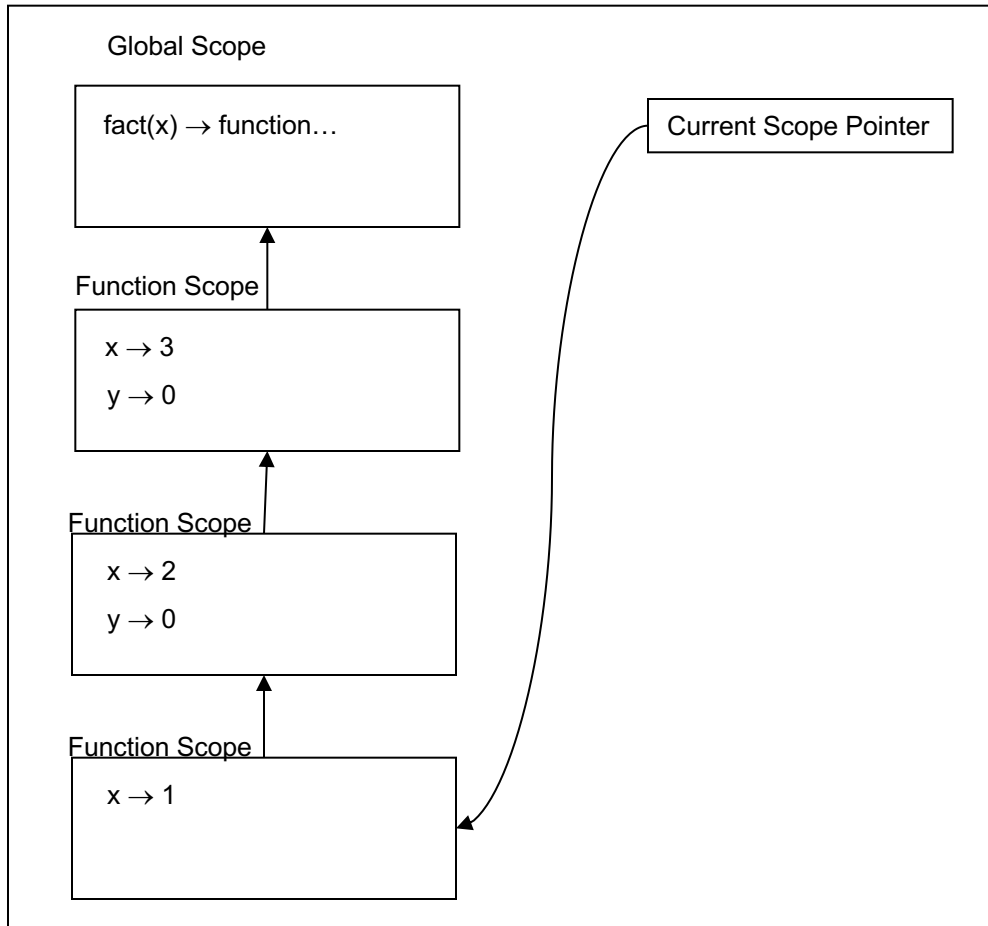 Global Scope
fact(x) → function…
Current Scope Pointer
Function Scope
x → 3
y → 0
Function Scope
x → 2
y → 0
Function Scope
x → 1